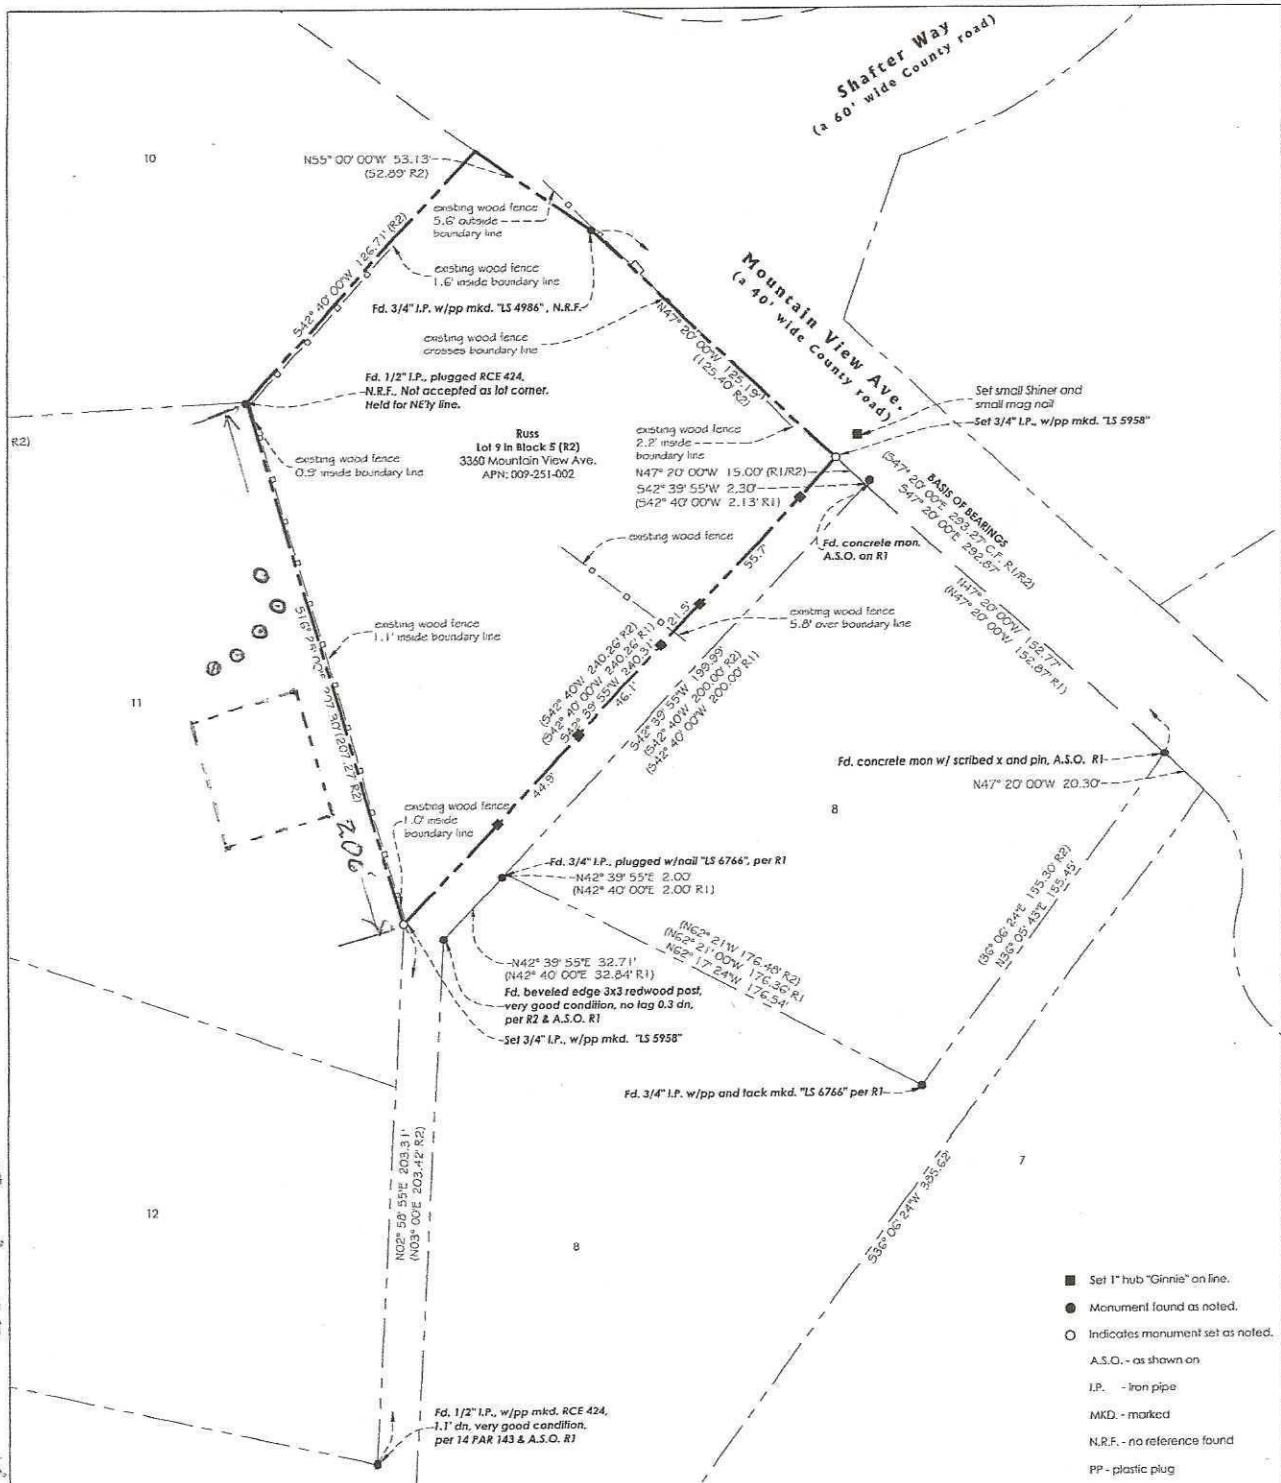 Shafter Way
(a 60' wide County road)
10
N55° 00' 00"W 53.13'
(52.89' R2)
existing wood fence
5.6' outside
boundary line
S42° 40' 00"W 126.71' (R2)
existing wood fence
1.6' inside boundary line
Fd. 3/4" I.P. w/pp mkd. "LS 4986", N.R.F.
existing wood fence
crosses boundary line
Mountain View Ave.
(a 40' wide County road)
N47° 20' 00"W 125.19'
(125.40' R2)
Fd. 1/2" I.P., plugged RCE 424,
N.R.F., Not accepted as lot corner.
Held for NE'ly line.
Set small Shiner and
small mag nail
Set 3/4" I.P., w/pp mkd. "LS 5958"
R2)
existing wood fence
0.9' inside boundary line
Russ
Lot 9 in Block 5 (R2)
3360 Mountain View Ave.
APN: 009-251-002
existing wood fence
2.2' inside
boundary line
N47° 20' 00"W 15.00' (R1/R2)
S42° 39' 55"W 2.30'
(S42° 40' 00"W 2.13' R1)
BASIS OF BEARINGS
(S47° 20' 00"E 293.27' C.F. R1/R2)
S47° 20' 00"E 292.87'
existing wood fence
55.7'
Fd. concrete mon.
A.S.O. on R1
N47° 20' 00"W 152.77'
(N47° 20' 00"W 152.87' R1)
existing wood fence
1.1' inside boundary line
21.5'
existing wood fence
5.8' over boundary line
11
S16° 28' 00"E 207.30' (207.27' R2)
(S42° 40'W 240.26' R2)
(S42° 40' 00"W 240.26' R1)
S42° 39' 55"W 240.31'
46.1'
S42° 39' 55"W 199.99'
(S42° 40'W 200.00' R2)
(S42° 40' 00"W 200.00' R1)
Fd. concrete mon w/ scribed x and pin, A.S.O. R1
N47° 20' 00"W 20.30'
8
44.9'
existing wood fence
1.0' inside
boundary line
206'
Fd. 3/4" I.P., plugged w/nail "LS 6766", per R1
N42° 39' 55"E 2.00'
(N42° 40' 00"E 2.00' R1)
(36° 06' 24"E 155.30' R2)
N36° 05' 43"E 155.45'
(N62° 21'W 176.48' R2)
(N62° 21' 00"W 176.36' R1
N62° 17' 24"W 176.54'
N42° 39' 55"E 32.71'
(N42° 40' 00"E 32.84' R1)
Fd. beveled edge 3x3 redwood post,
very good condition, no tag 0.3 dn,
per R2 & A.S.O. R1
Set 3/4" I.P., w/pp mkd. "LS 5958"
Fd. 3/4" I.P. w/pp and tack mkd. "LS 6766" per R1
7
N02° 58' 55"E 203.31'
(N03° 00'E 203.42' R2)
S36° 06' 24"W 335.62'
12
8
Set 1" hub "Ginnie" on line.
Monument found as noted.
Indicates monument set as noted.
A.S.O. - as shown on
I.P. - iron pipe
MKD. - marked
N.R.F. - no reference found
PP - plastic plug
Fd. 1/2" I.P., w/pp mkd. RCE 424,
1.1' dn, very good condition,
per 14 PAR 143 & A.S.O. R1